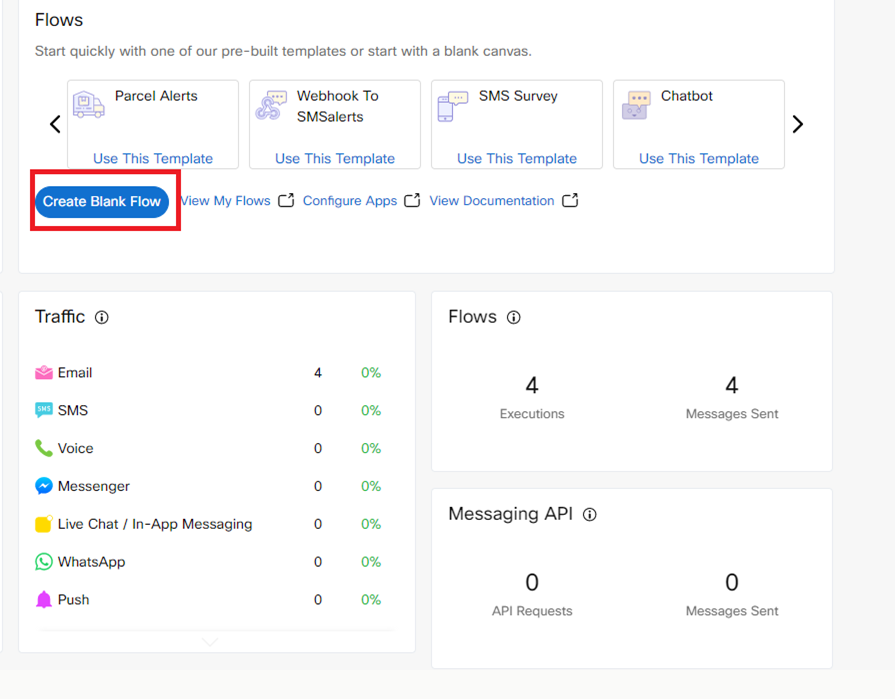 Flows
Start quickly with one of our pre-built templates or start with a blank canvas.
Parcel Alerts
Use This Template
Webhook To
SMSalerts
Use This Template
SMS Survey
Use This Template
Chatbot
Use This Template
Create Blank Flow View My Flows Configure Apps View Documentation
Traffic
Email 4 0%
SMS SMS 0 0%
Voice 0 0%
Messenger 0 0%
Live Chat / In-App Messaging 0 0%
WhatsApp 0 0%
Push 0 0%
Flows
4 4
Executions Messages Sent
Messaging API
0 0
API Requests Messages Sent